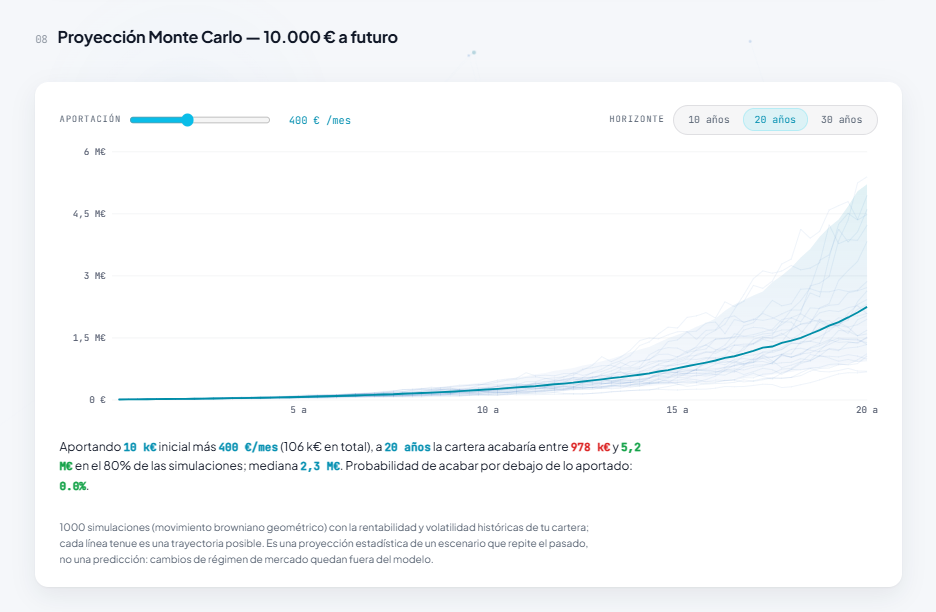 08 Proyección Monte Carlo — 10.000 € a futuro
APORTACIÓN 400 € /mes HORIZONTE 10 años 20 años 30 años
6 M€
4,5 M€
3 M€
1,5 M€
0 €
5 a 10 a 15 a 20 a
Aportando 10 k€ inicial más 400 €/mes (106 k€ en total), a 20 años la cartera acabaría entre 978 k€ y 5,2
M€ en el 80% de las simulaciones; mediana 2,3 M€. Probabilidad de acabar por debajo de lo aportado:
0.0%.
1000 simulaciones (movimiento browniano geométrico) con la rentabilidad y volatilidad históricas de tu cartera;
cada línea tenue es una trayectoria posible. Es una proyección estadística de un escenario que repite el pasado,
no una predicción: cambios de régimen de mercado quedan fuera del modelo.